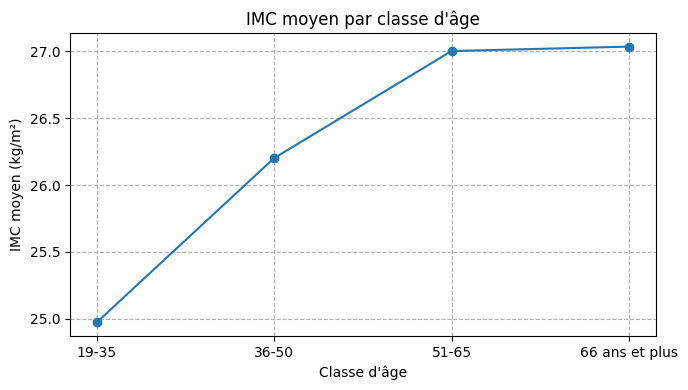 IMC moyen par classe d'âge
IMC moyen (kg/m²)
27.0
26.5
26.0
25.5
25.0
19-35 36-50 51-65 66 ans et plus
Classe d'âge